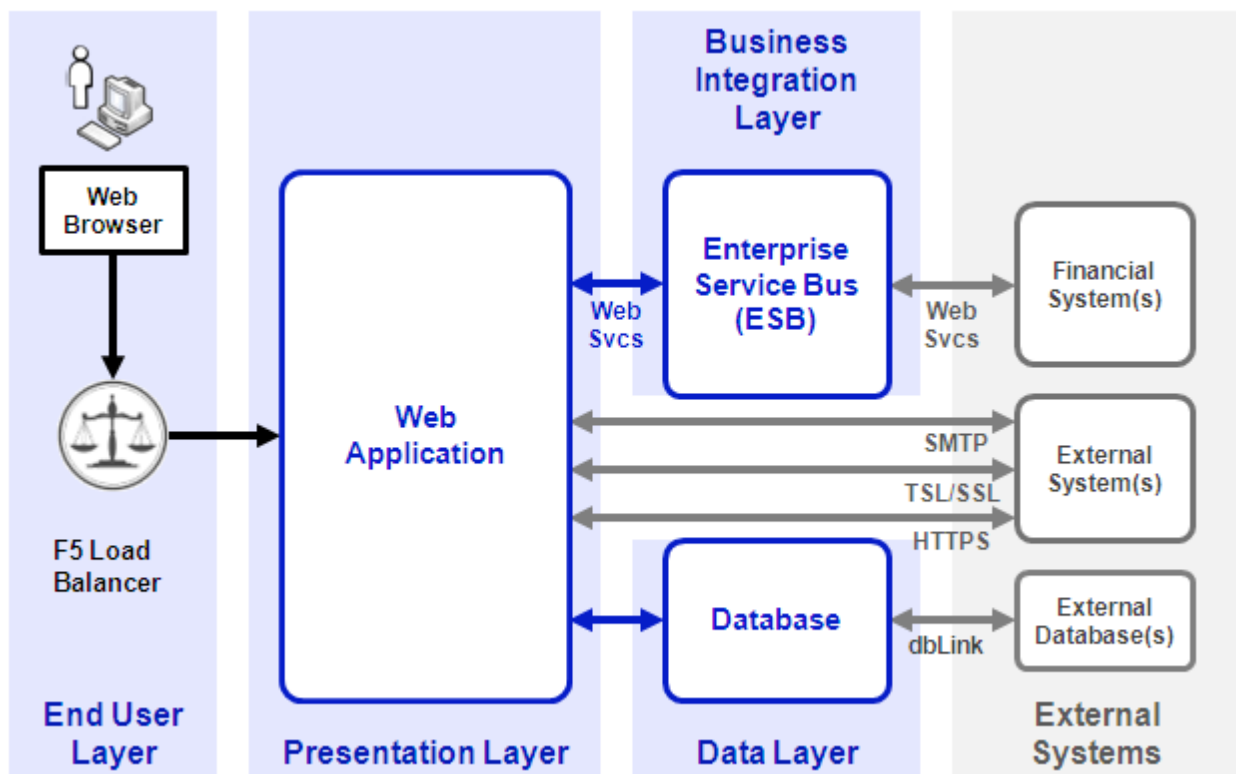 Business
Integration
Layer
Web
Browser
Enterprise
Service Bus
(ESB)
Financial
System(s)
Web
Svcs
Web
Svcs
Web
Application
SMTP
External
System(s)
TSL/SSL
HTTPS
F5 Load
Balancer
Database
External
Database(s)
dbLink
End User
Layer
Presentation Layer
Data Layer
External
Systems